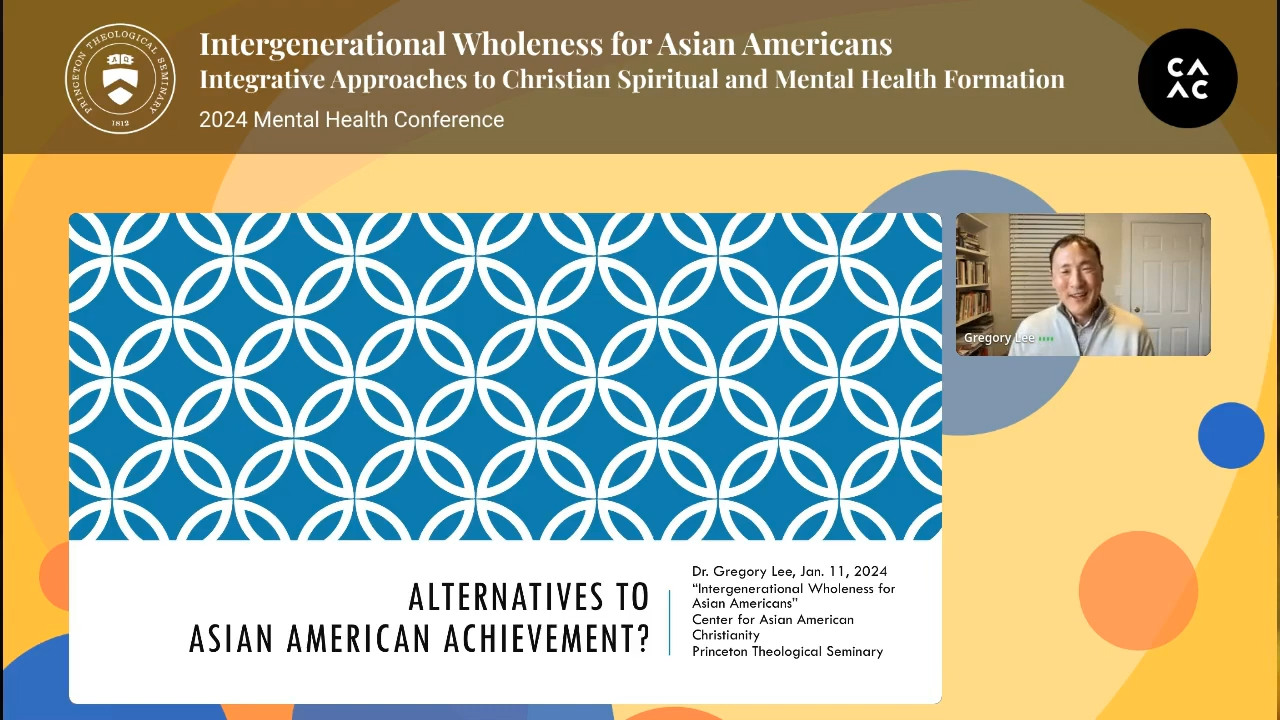 Intergenerational Wholeness for Asian Americans
Integrative Approaches to Christian Spiritual and Mental Health Formation
2024 Mental Health Conference
PRINCETON THEOLOGICAL SEMINARY
1812
CA
AC
Gregory Lee
ALTERNATIVES TO
ASIAN AMERICAN ACHIEVEMENT?
Dr. Gregory Lee, Jan. 11, 2024
“Intergenerational Wholeness for
Asian Americans”
Center for Asian American
Christianity
Princeton Theological Seminary